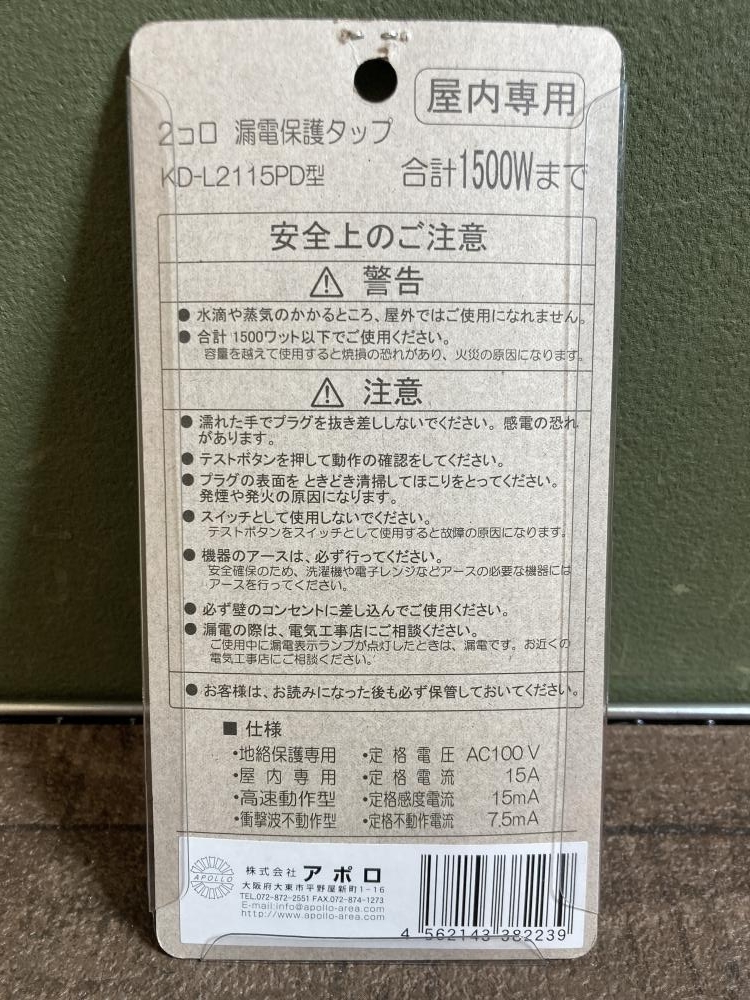 屋内専用
2コロ 漏電保護タップ
KD-L2115PD型 合計1500Wまで
安全上のご注意
警告
● 水滴や蒸気のかかるところ、屋外ではご使用になれません。
● 合計 1500ワット以下でご使用ください。
容量を越えて使用すると焼損の恐れがあり、火災の原因になります。
注意
● 濡れた手でプラグを抜き差ししないでください。感電の恐れ
があります。
● テストボタンを押して動作の確認をしてください。
● プラグの表面を ときどき清掃してほこりをとってください。
発煙や発火の原因になります。
● スイッチとして使用しないでください。
テストボタンをスイッチとして使用すると故障の原因になります。
● 機器のアースは、必ず行ってください。
安全確保のため、洗濯機や電子レンジなどアースの必要な機器には
アースを行ってください。
● 必ず壁のコンセントに差し込んでご使用ください。
● 漏電の際は、電気工事店にご相談ください。
ご使用中に漏電表示ランプが点灯したときは、漏電です。お近くの
電気工事店にご相談ください。
● お客様は、お読みになった後も必ず保管しておいてください。
■ 仕様
・地絡保護専用 ・定格電圧 AC100V
・屋内専用 ・定格電流 15A
・高速動作型 ・定格感度電流 15mA
・衝撃波不動作型 ・定格不動作電流 7.5mA
APOLLO
株式会社 アポロ
大阪府大東市平野屋新町1-16
TEL.072-872-2551 FAX.072-874-1273
E-mail:info@apollo-area.com
http://www.apollo-area.com
4 562143 382239